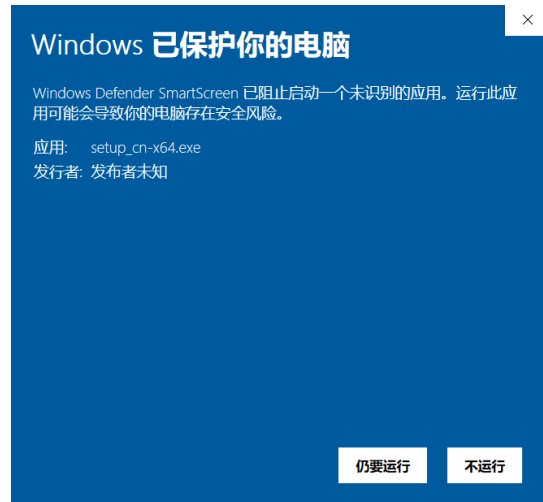 Windows 已保护你的电脑
Windows Defender SmartScreen 已阻止启动一个未识别的应用。运行此应
用可能会导致你的电脑存在安全风险。
应用: setup_cn-x64.exe
发行者: 发布者未知
仍要运行 不运行